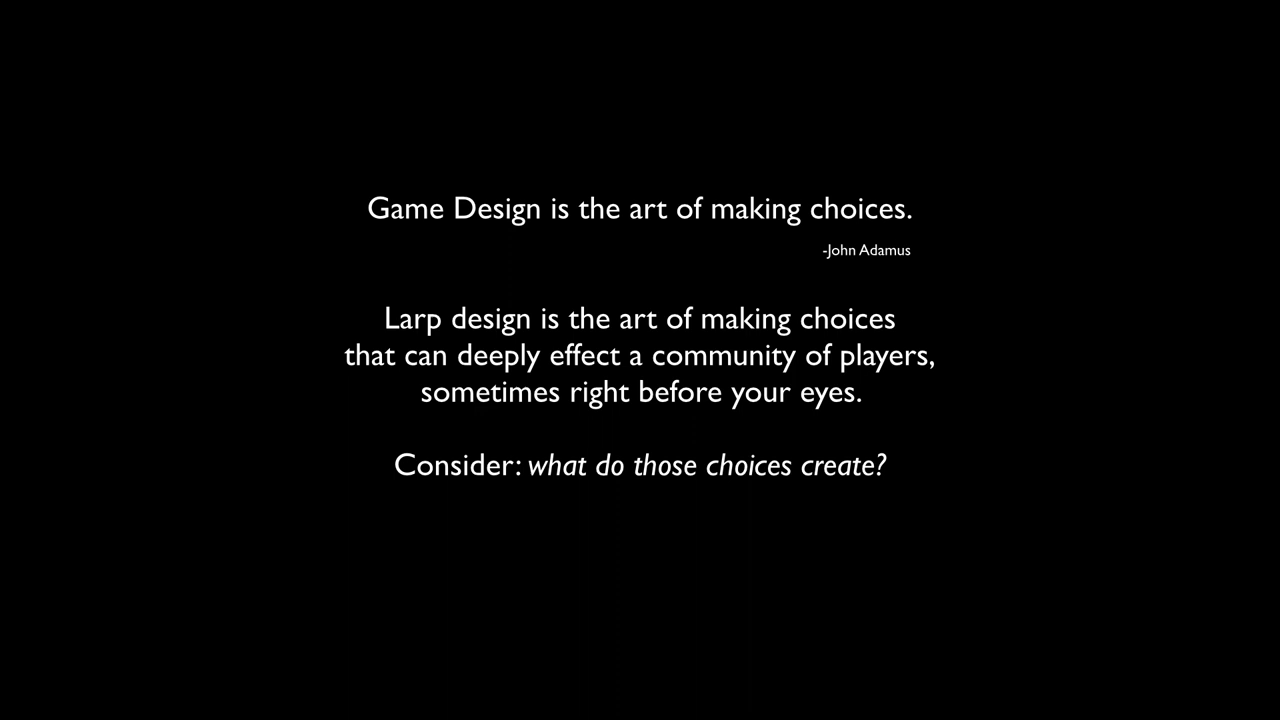 Game Design is the art of making choices.
-John Adamus
Larp design is the art of making choices
that can deeply effect a community of players,
sometimes right before your eyes.
Consider: what do those choices create?